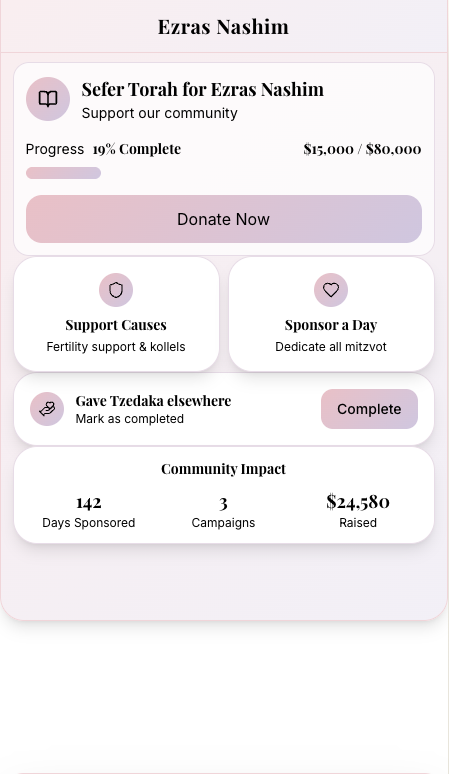 Ezras Nashim
Sefer Torah for Ezras Nashim
Support our community
Progress 19% Complete $15,000 / $80,000
Donate Now
Support Causes
Fertility support & kollels
Sponsor a Day
Dedicate all mitzvot
Gave Tzedaka elsewhere
Mark as completed
Complete
Community Impact
142 3 $24,580
Days Sponsored Campaigns Raised